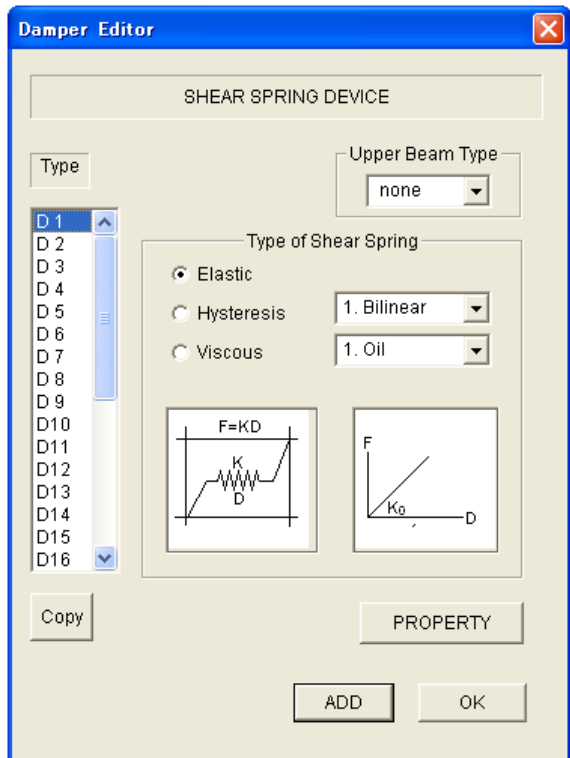 Damper Editor
SHEAR SPRING DEVICE
Type
Upper Beam Type
none
D 1
D 2
D 3
D 4
D 5
D 6
D 7
D 8
D 9
D10
D11
D12
D13
D14
D15
D16
Type of Shear Spring
Elastic
Hysteresis
1. Bilinear
Viscous
1. Oil
F=KD
K
D
F
K0
D
Copy
PROPERTY
ADD
OK